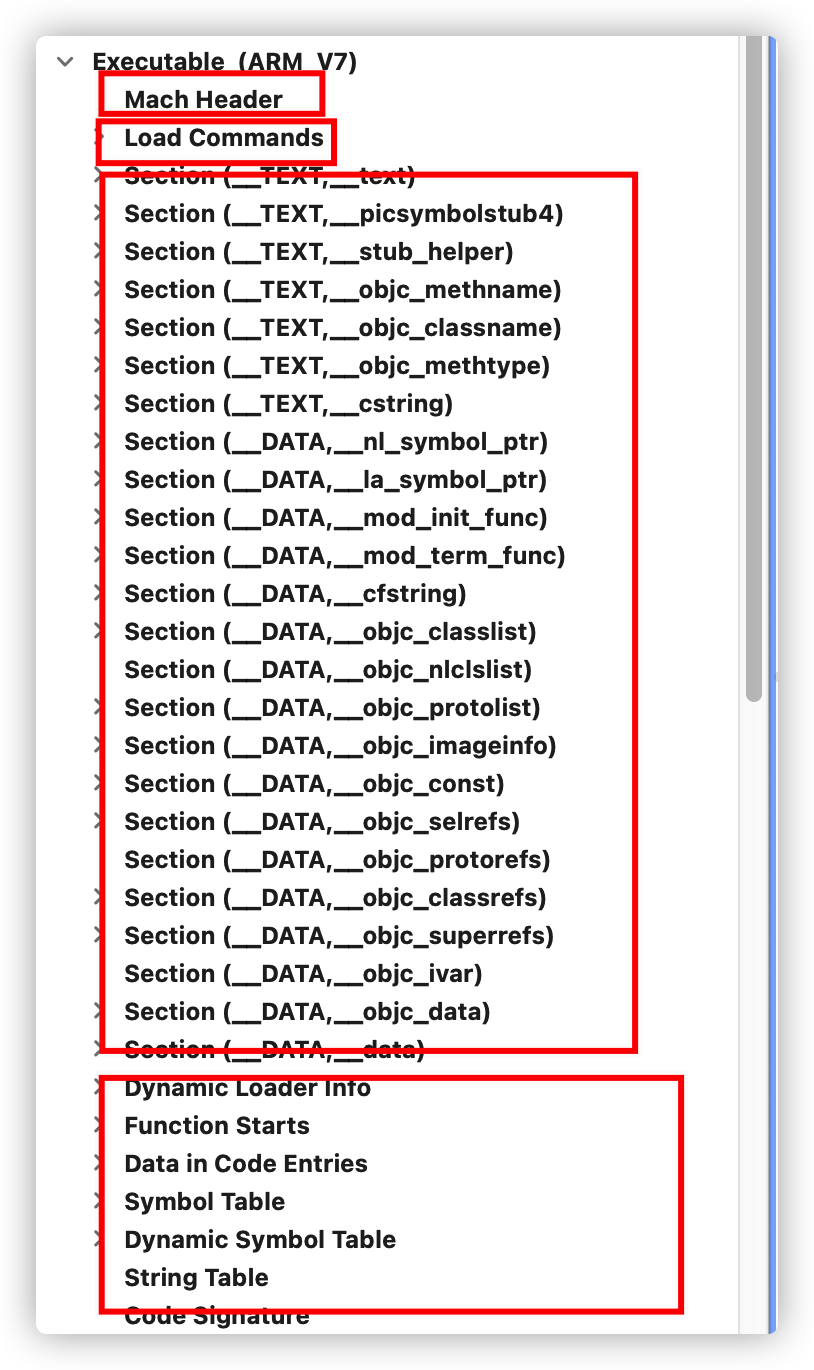 Executable (ARM_V7)
Mach Header
Load Commands
Section (__TEXT,__text)
Section (__TEXT,__picsymbolstub4)
Section (__TEXT,__stub_helper)
Section (__TEXT,__objc_methname)
Section (__TEXT,__objc_classname)
Section (__TEXT,__objc_methtype)
Section (__TEXT,__cstring)
Section (__DATA,__nl_symbol_ptr)
Section (__DATA,__la_symbol_ptr)
Section (__DATA,__mod_init_func)
Section (__DATA,__mod_term_func)
Section (__DATA,__cfstring)
Section (__DATA,__objc_classlist)
Section (__DATA,__objc_nlclslist)
Section (__DATA,__objc_protolist)
Section (__DATA,__objc_imageinfo)
Section (__DATA,__objc_const)
Section (__DATA,__objc_selrefs)
Section (__DATA,__objc_protorefs)
Section (__DATA,__objc_classrefs)
Section (__DATA,__objc_superrefs)
Section (__DATA,__objc_ivar)
Section (__DATA,__objc_data)
Section (__DATA,__data)
Dynamic Loader Info
Function Starts
Data in Code Entries
Symbol Table
Dynamic Symbol Table
String Table
Code Signature